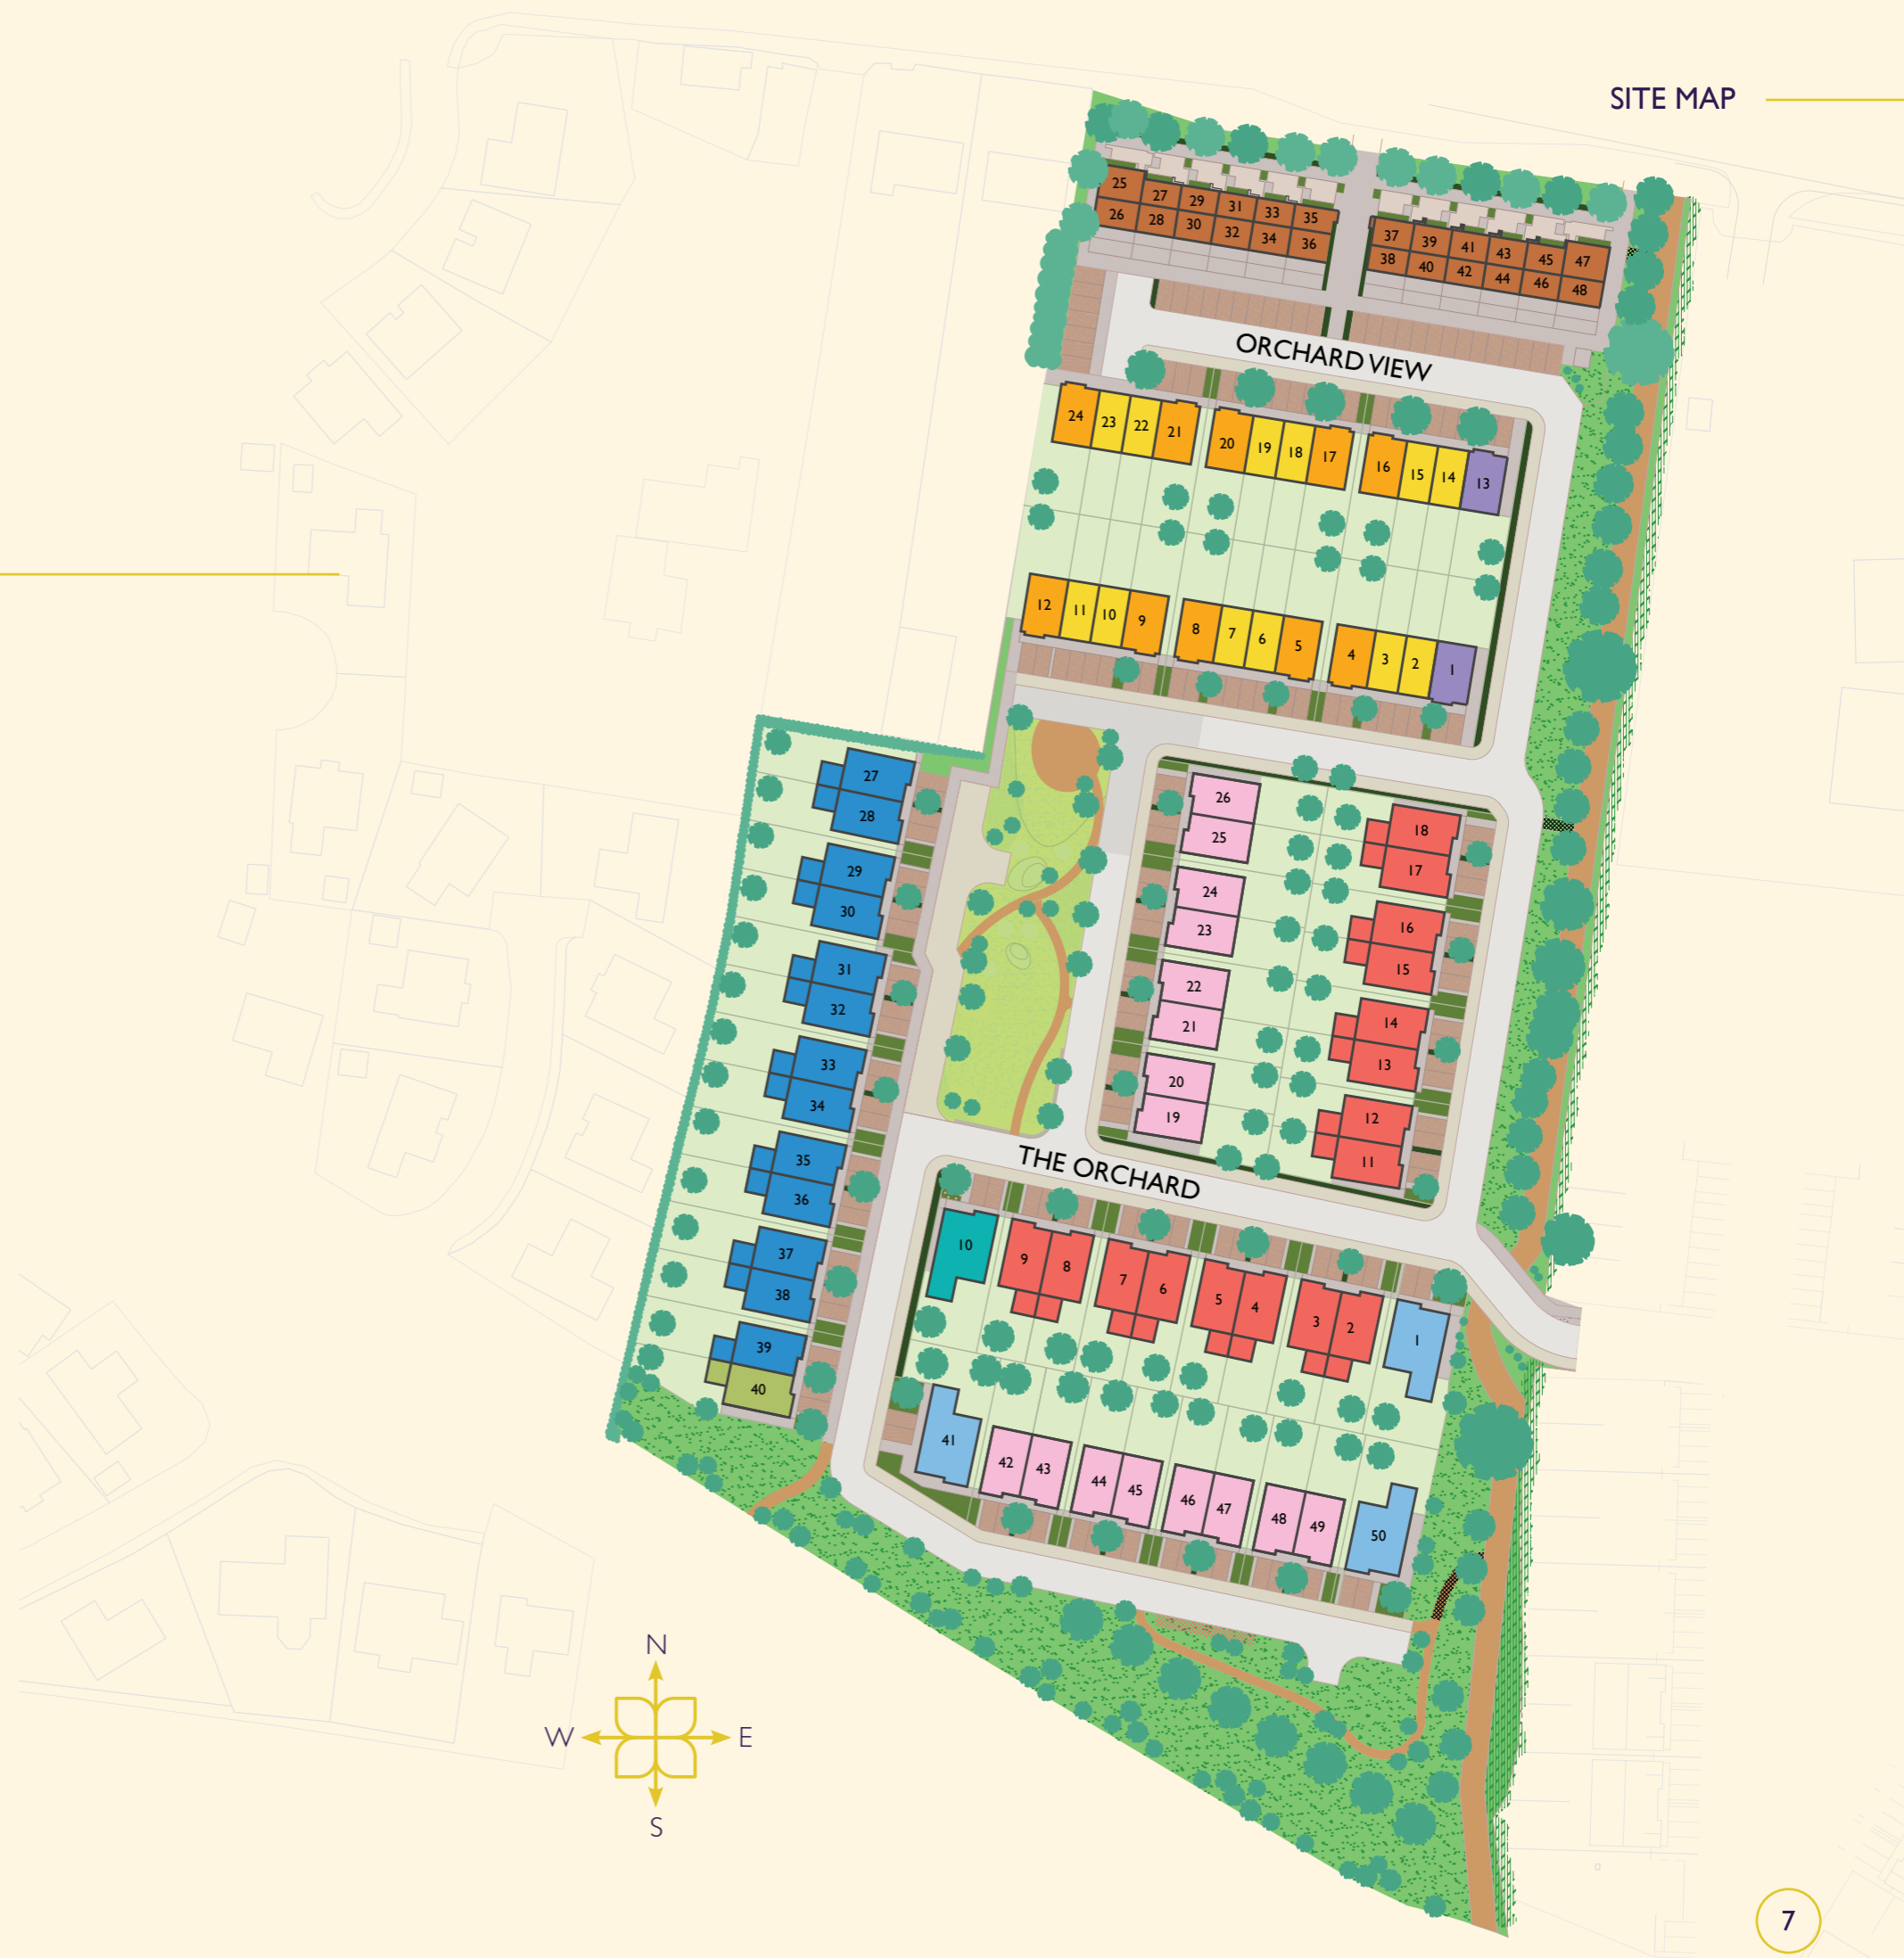 SITE MAP
25 27 29 31 33 35
26 28 30 32 34 36
37 39 41 43 45 47
38 40 42 44 46 48
ORCHARD VIEW
24 23 22 21 20 19 18 17 16 15 14 13
12 11 10 9 8 7 6 5 4 3 2 1
27
28
29
30
31
32
33
34
35
36
37
38
39
40
26
25
24
23
22
21
20
19
18
17
16
15
14
13
12
11
THE ORCHARD
10 9 8 7 6 5 4 3 2 1
41 42 43 44 45 46 47 48 49 50
N
W E
S
7